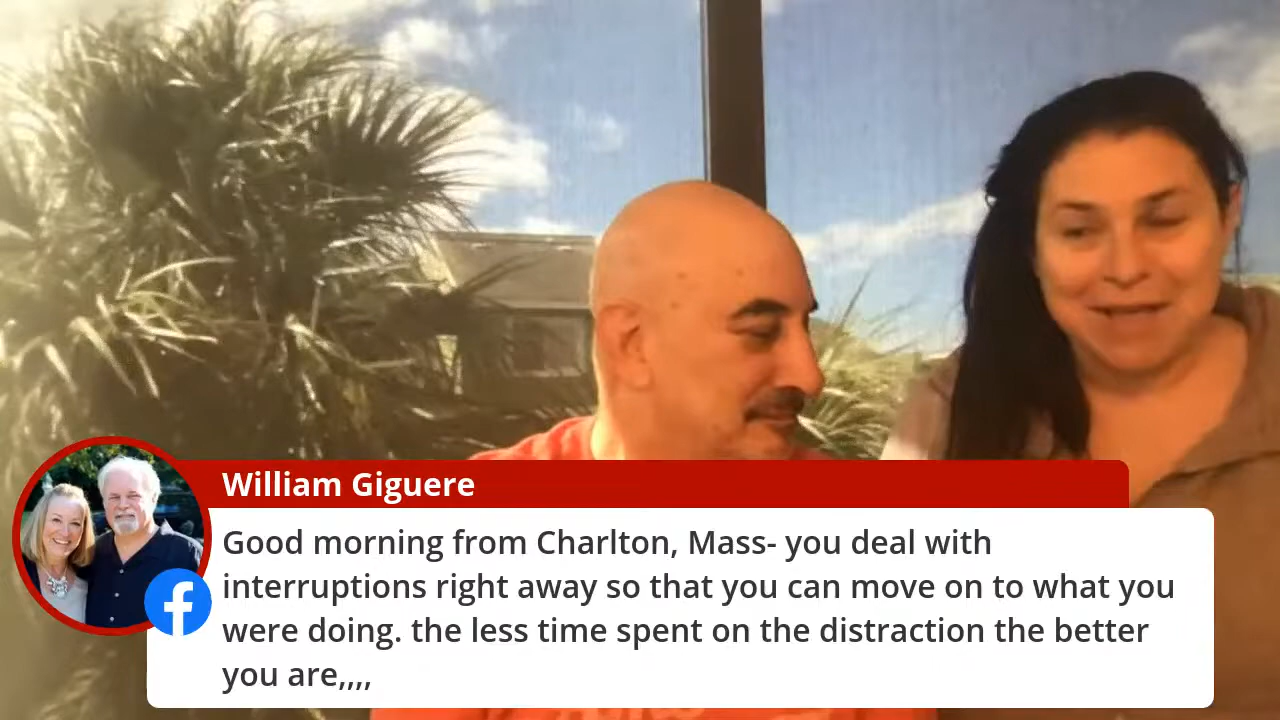 William Giguere
Good morning from Charlton, Mass- you deal with
interruptions right away so that you can move on to what you
were doing. the less time spent on the distraction the better
you are,,,,